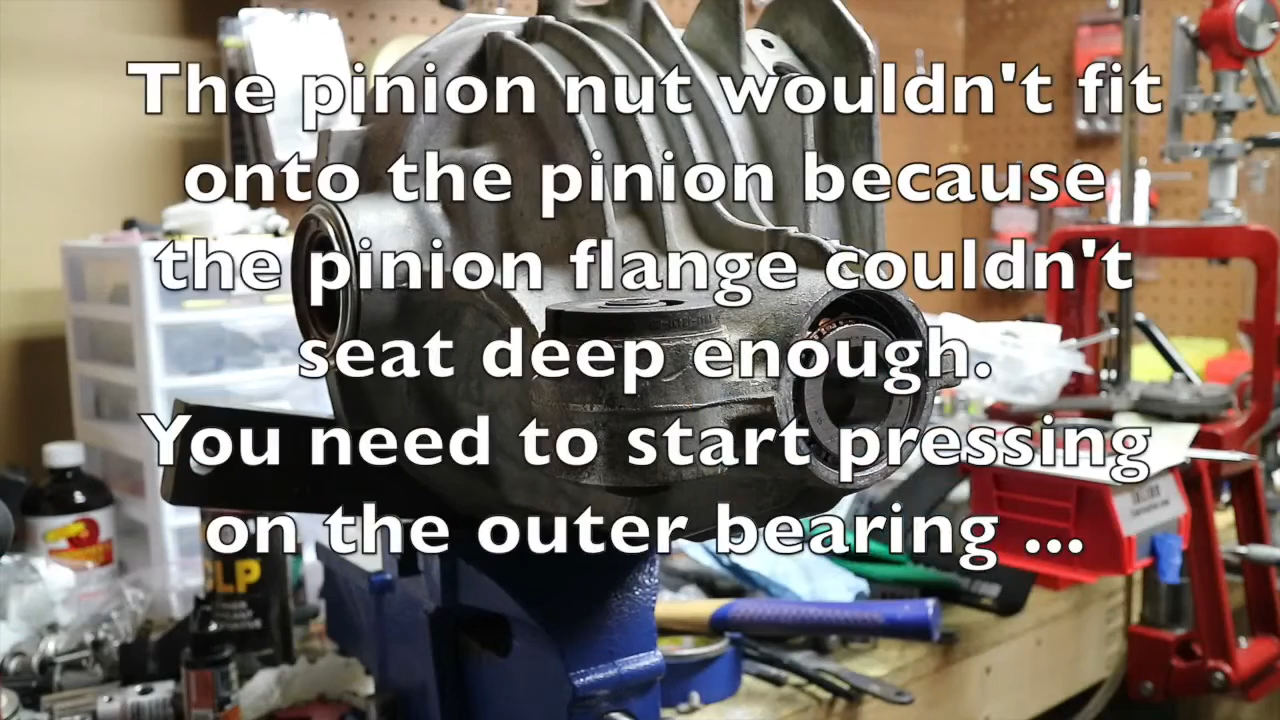 The pinion nut wouldn't fit
onto the pinion because
the pinion flange couldn't
seat deep enough.
You need to start pressing
on the outer bearing ...
CLP